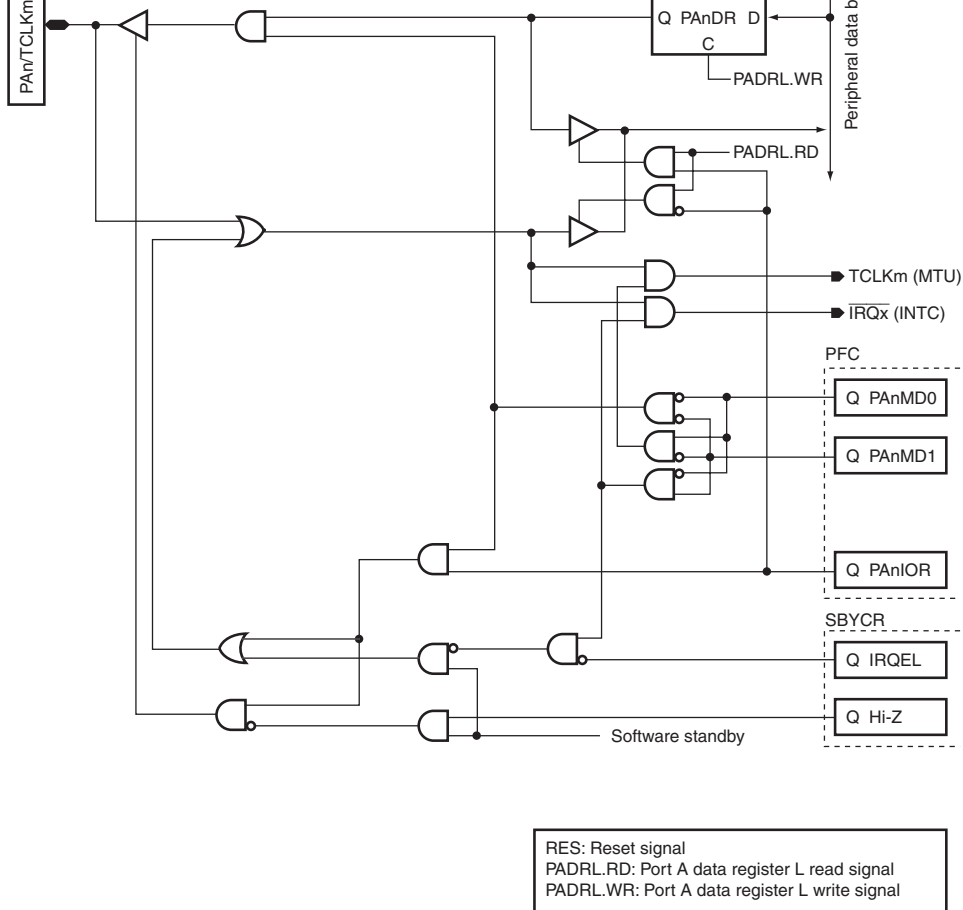 PAn/TCLKm
Q PAnDR D
C
PADRL.WR
Peripheral data b
PADRL.RD
TCLKm (MTU)
IRQx (INTC)
PFC
Q PAnMD0
Q PAnMD1
Q PAnIOR
SBYCR
Q IRQEL
Q Hi-Z
Software standby
RES: Reset signal
PADRL.RD: Port A data register L read signal
PADRL.WR: Port A data register L write signal